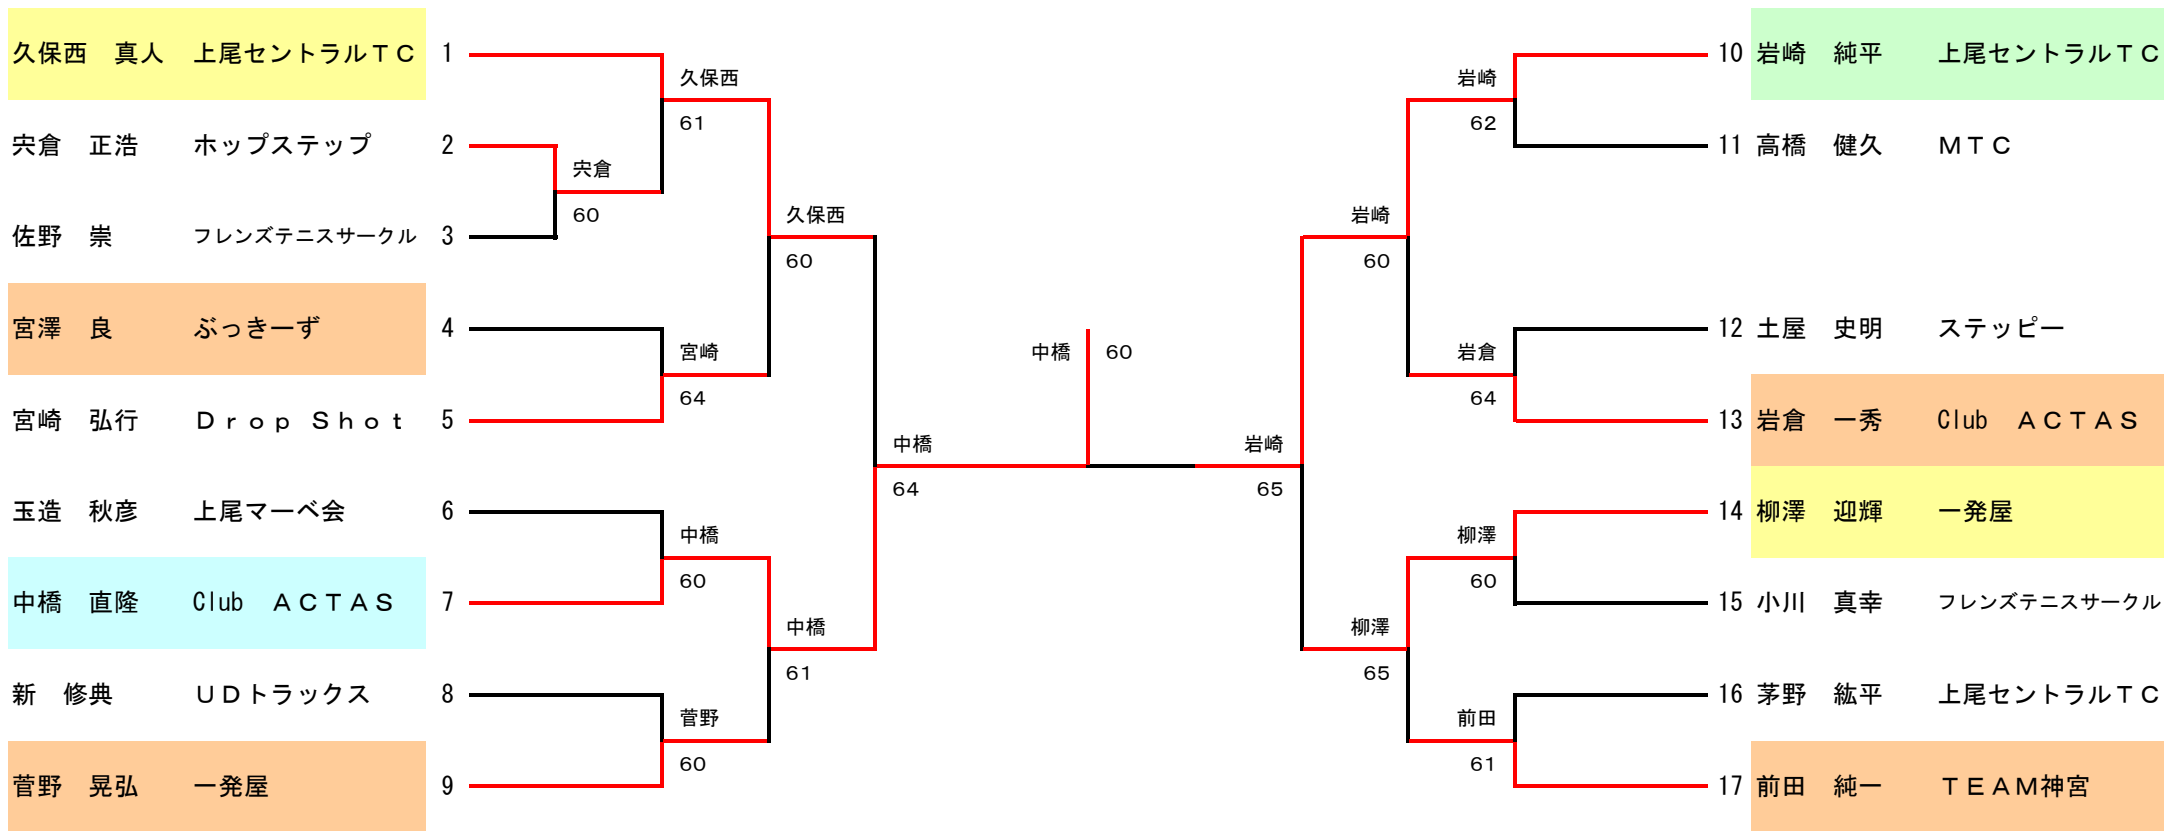 久保西　真人　上尾セントラルＴＣ　1
宍倉　正浩　ホップステップ　2
佐野　崇　フレンズテニスサークル　3
宮澤　良　ぶっきーず　4
宮崎　弘行　Ｄｒｏｐ　Ｓｈｏｔ　5
玉造　秋彦　上尾マーベ会　6
中橋　直隆　Club　ＡＣＴＡＳ　7
新　修典　ＵＤトラックス　8
菅野　晃弘　一発屋　9
宍倉
60
久保西
61
宮崎
64
中橋
60
菅野
60
久保西
60
中橋
61
中橋
64
中橋　60
岩崎
65
岩崎
60
柳澤
65
岩崎
62
岩倉
64
柳澤
60
前田
61
10　岩崎　純平　上尾セントラルＴＣ
11　高橋　健久　ＭＴＣ
12　土屋　史明　ステッピー
13　岩倉　一秀　Club　ＡＣＴＡＳ
14　柳澤　迎輝　一発屋
15　小川　真幸　フレンズテニスサークル
16　茅野　紘平　上尾セントラルＴＣ
17　前田　純一　ＴＥＡＭ神宮